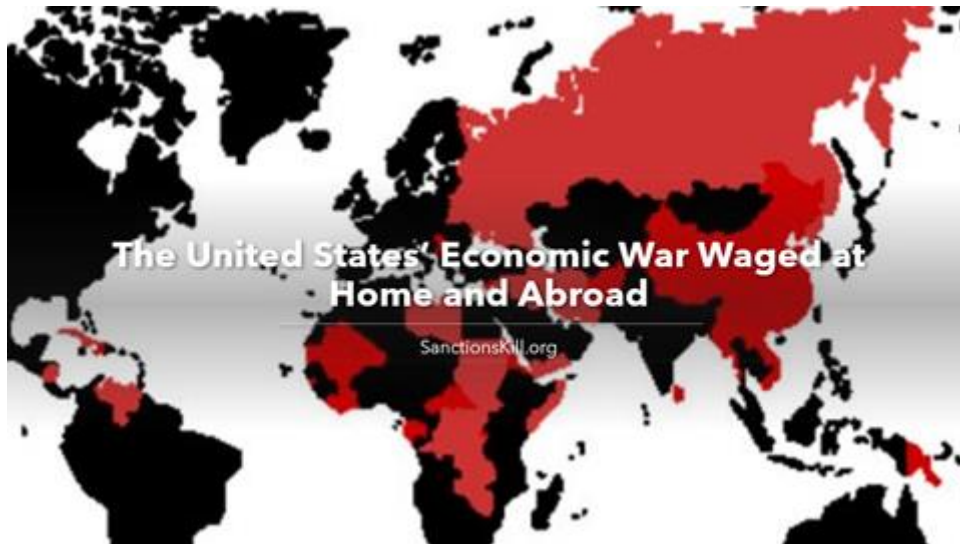 The United States’ Economic War Waged at
Home and Abroad
SanctionsKill.org